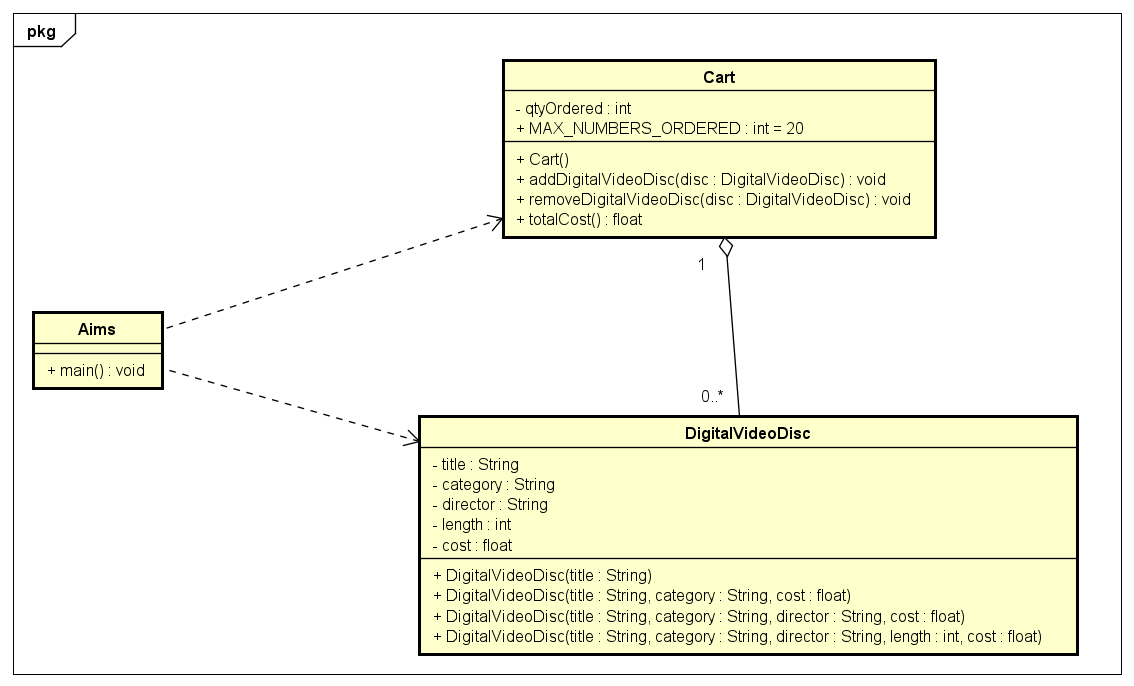 pkg
Cart
- qtyOrdered : int
+ MAX_NUMBERS_ORDERED : int = 20
+ Cart()
+ addDigitalVideoDisc(disc : DigitalVideoDisc) : void
+ removeDigitalVideoDisc(disc : DigitalVideoDisc) : void
+ totalCost() : float
1
Aims
+ main() : void
0..*
DigitalVideoDisc
- title : String
- category : String
- director : String
- length : int
- cost : float
+ DigitalVideoDisc(title : String)
+ DigitalVideoDisc(title : String, category : String, cost : float)
+ DigitalVideoDisc(title : String, category : String, director : String, cost : float)
+ DigitalVideoDisc(title : String, category : String, director : String, length : int, cost : float)